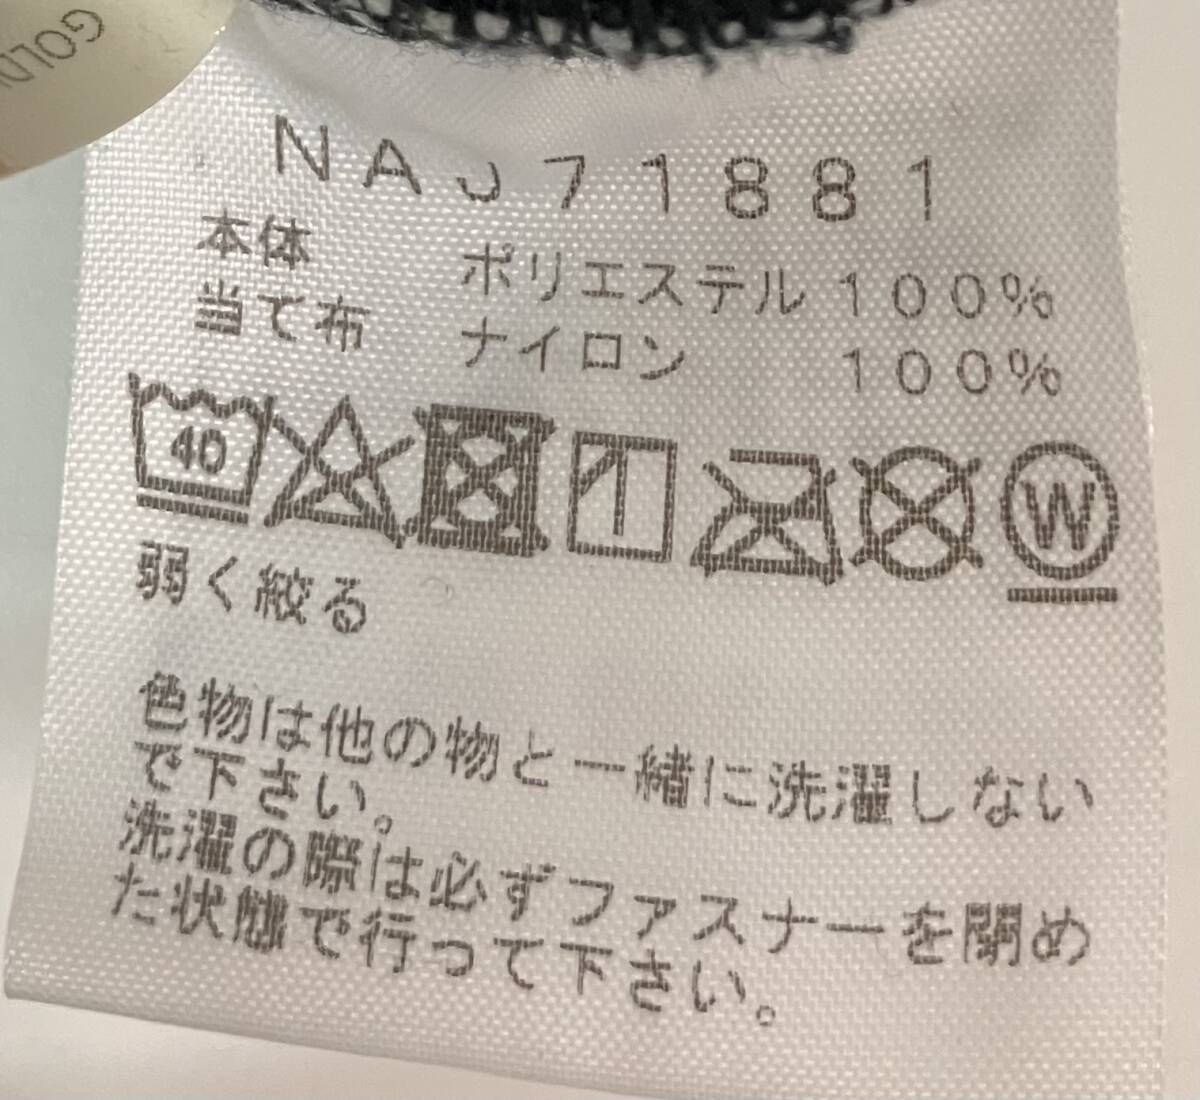 GOLD
NAJ71881
本体 ポリエステル100%
当て布 ナイロン 100%
40
W
弱く絞る
色物は他の物と一緒に洗濯しない
で下さい。
洗濯の際は必ずファスナーを閉め
た状態で行って下さい。